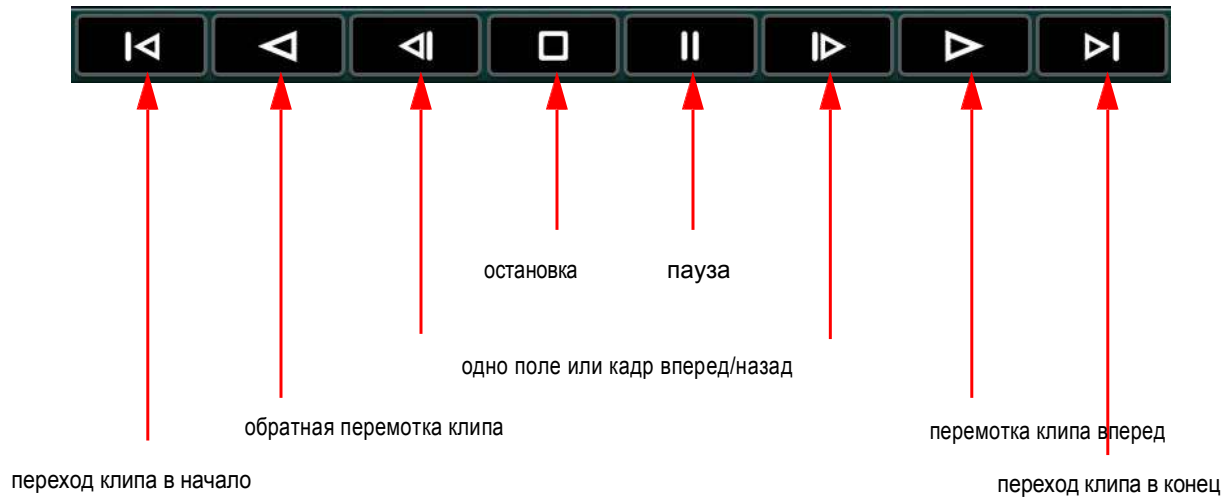 остановка
пауза
одно поле или кадр вперед/назад
обратная перемотка клипа
перемотка клипа вперед
переход клипа в начало
переход клипа в конец